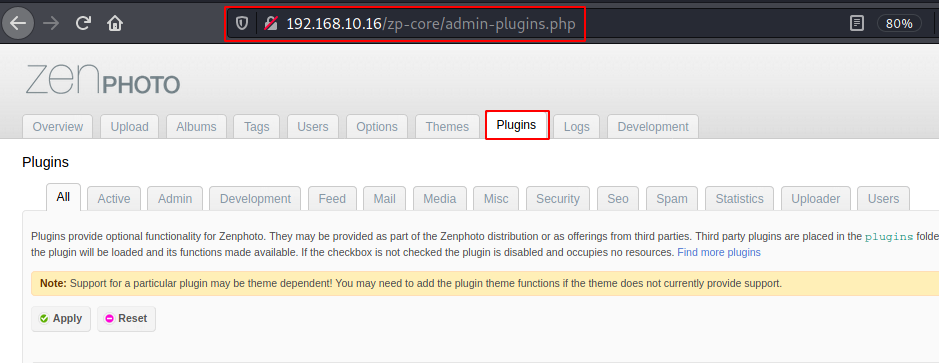 192.168.10.16/zp-core/admin-plugins.php 80%
zenPHOTO
Overview Upload Albums Tags Users Options Themes Plugins Logs Development
Plugins
All Active Admin Development Feed Mail Media Misc Security Seo Spam Statistics Uploader Users
Plugins provide optional functionality for Zenphoto. They may be provided as part of the Zenphoto distribution or as offerings from third parties. Third party plugins are placed in the plugins folde
the plugin will be loaded and its functions made available. If the checkbox is not checked the plugin is disabled and occupies no resources. Find more plugins
Note: Support for a particular plugin may be theme dependent! You may need to add the plugin theme functions if the theme does not currently provide support.
Apply Reset